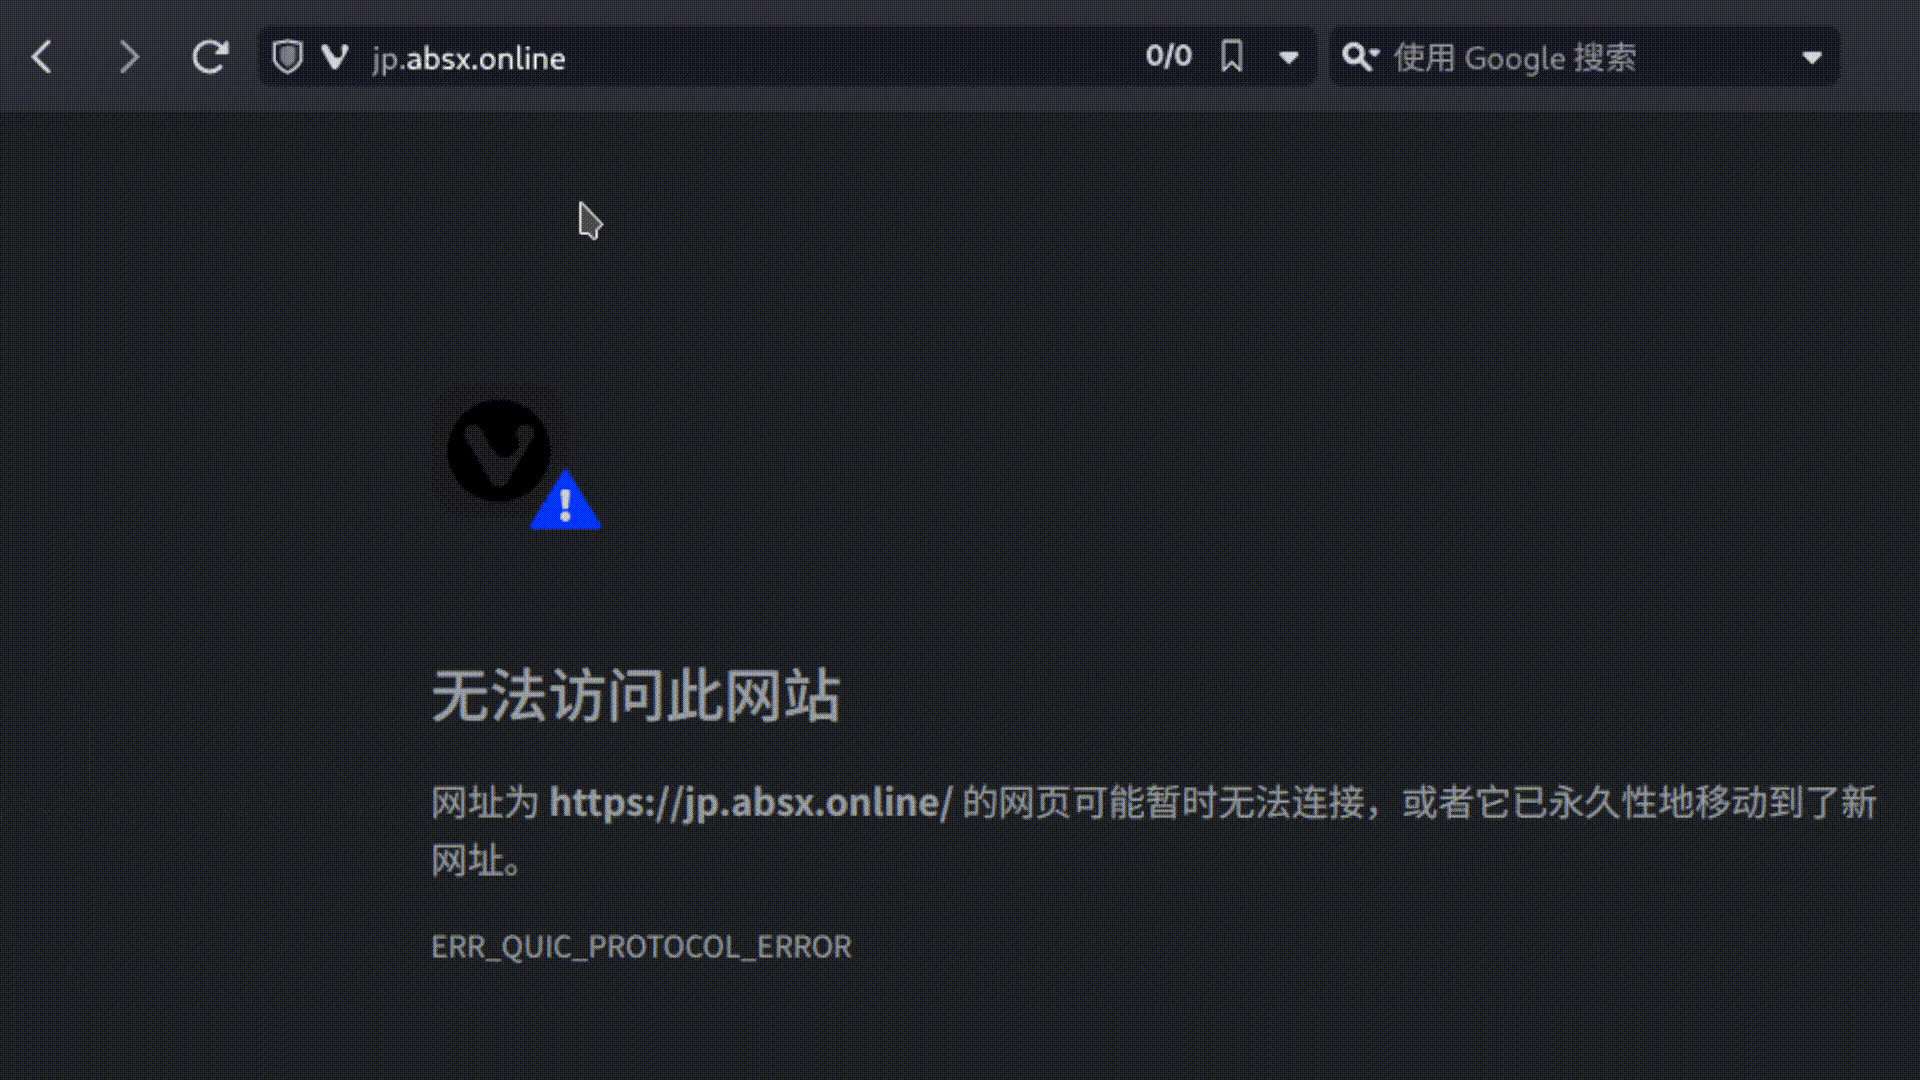 jp.absx.online
0/0
使用 Google 搜索
无法访问此网站
网址为 https://jp.absx.online/ 的网页可能暂时无法连接，或者它已永久性地移动到了新
网址。
ERR_QUIC_PROTOCOL_ERROR